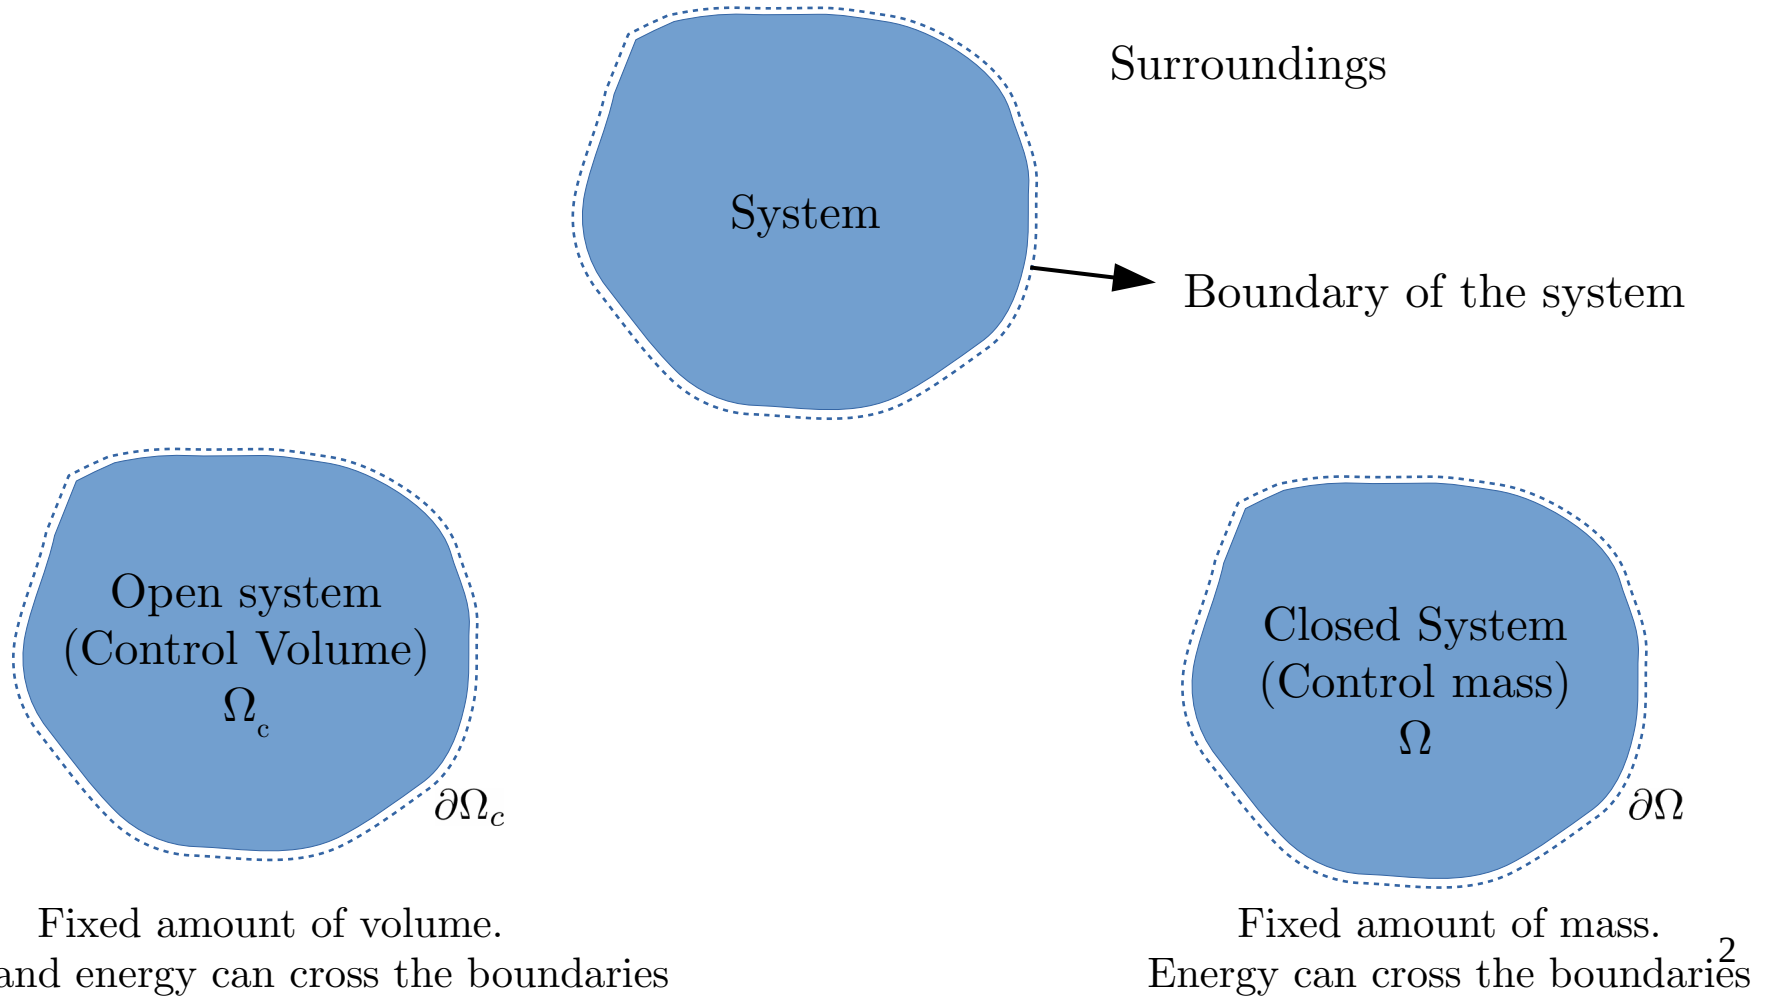 Surroundings
System
Boundary of the system
Open system
(Control Volume)
Ω_c
∂Ω_c
Closed System
(Control mass)
Ω
∂Ω
Fixed amount of volume.
and energy can cross the boundaries
Fixed amount of mass.
Energy can cross the boundaries
2